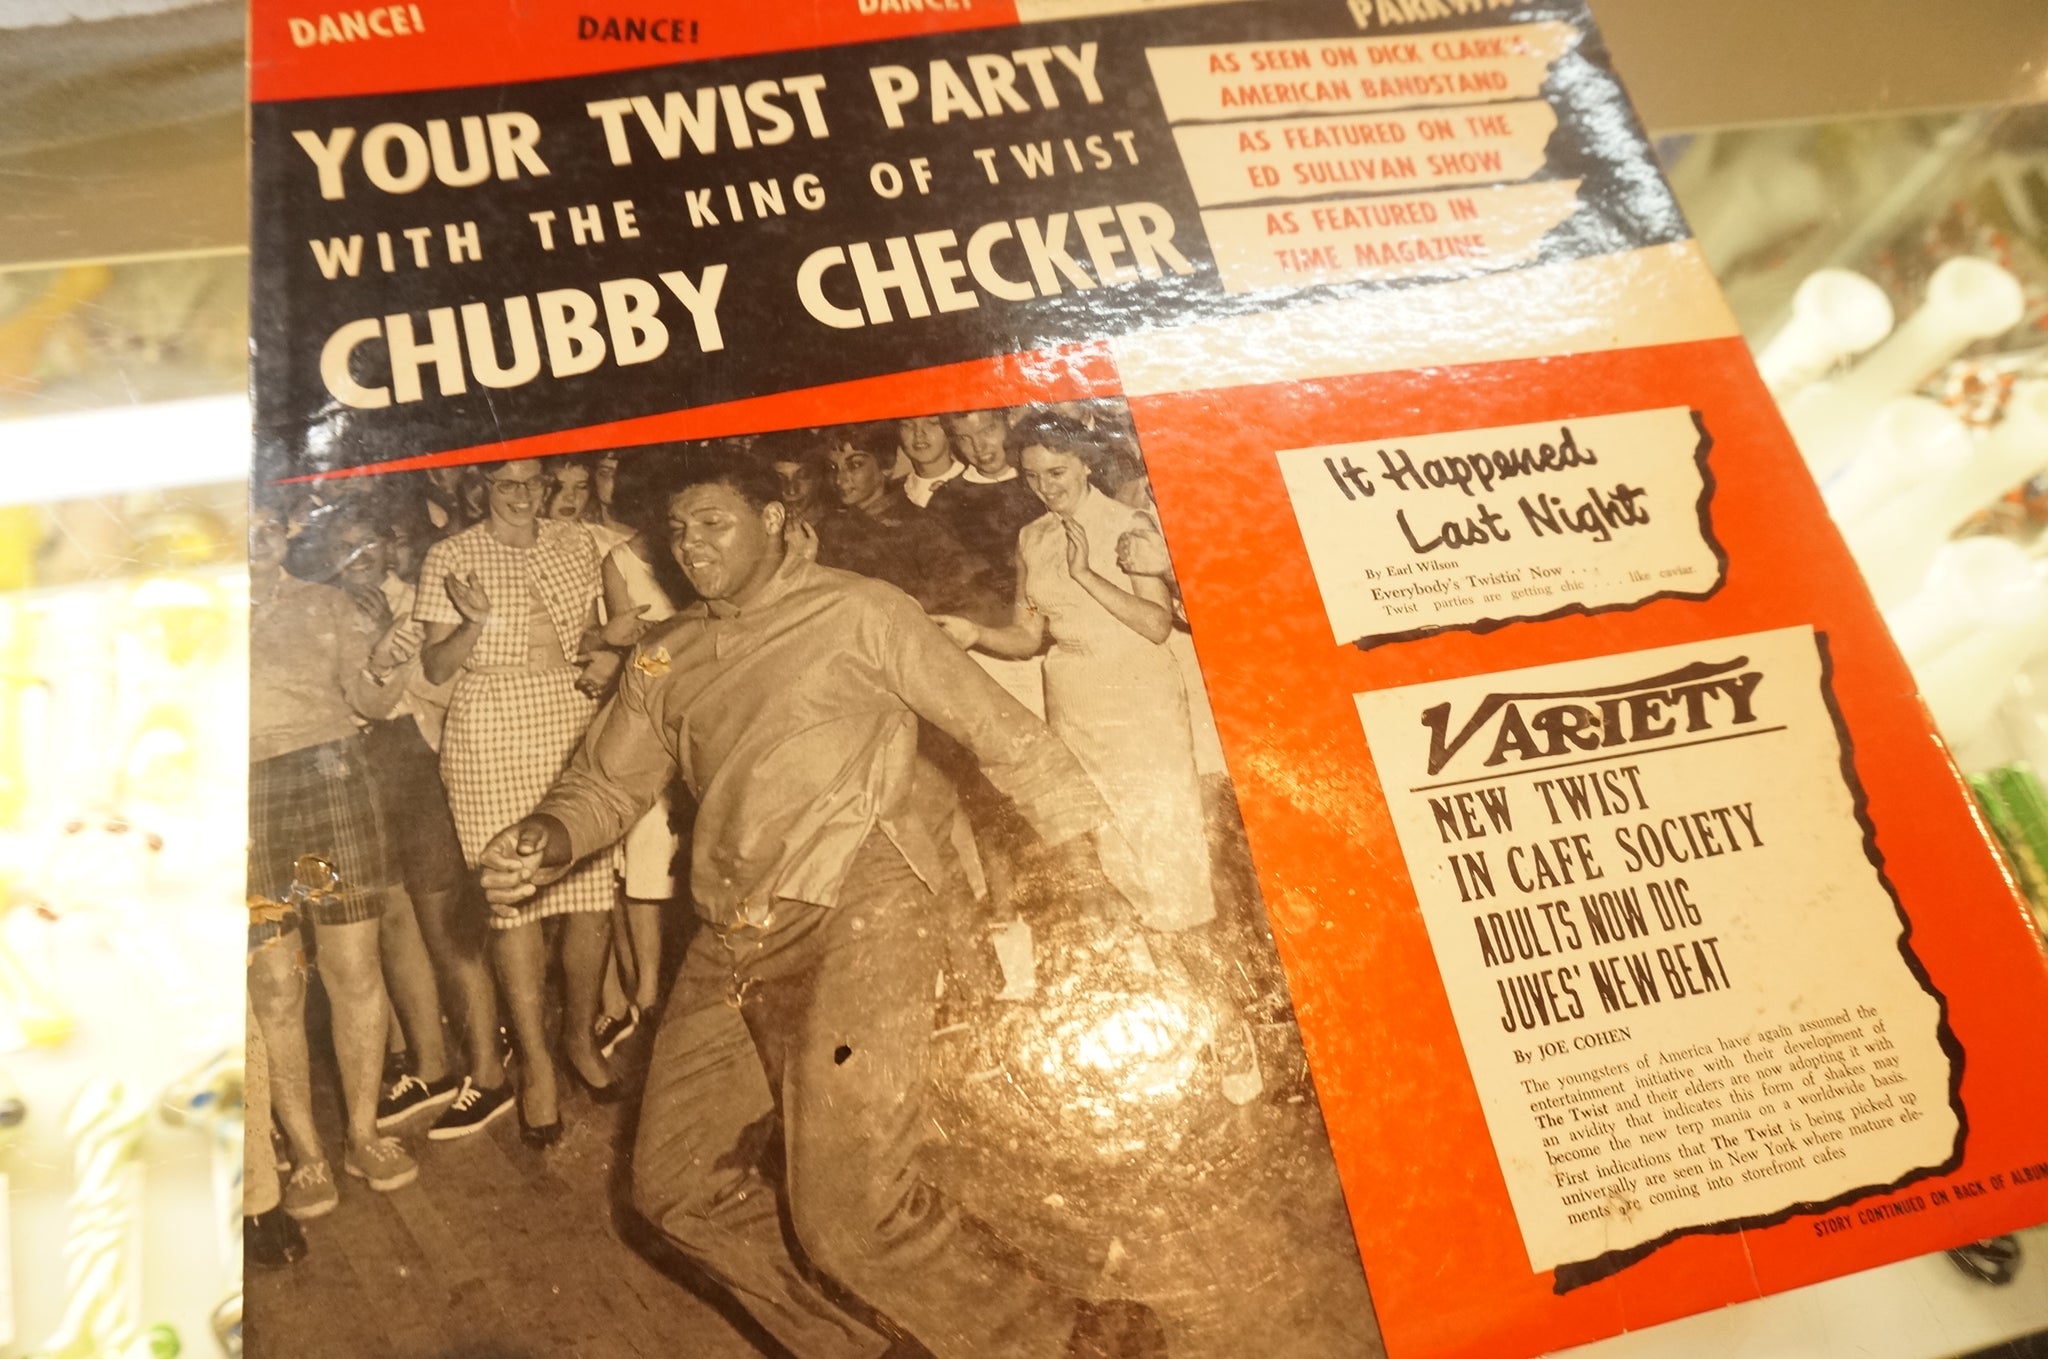 DANCE!
DANCE!
DANCE!
PARKWAY
YOUR TWIST PARTY
WITH THE KING OF TWIST
CHUBBY CHECKER
AS SEEN ON DICK CLARK'S
AMERICAN BANDSTAND
AS FEATURED ON THE
ED SULLIVAN SHOW
AS FEATURED IN
TIME MAGAZINE
It Happened
Last Night
By Earl Wilson
Everybody's Twistin' Now . . .
Twist parties are getting chic . . . like caviar.
VARIETY
NEW TWIST
IN CAFE SOCIETY
ADULTS NOW DIG
JUVES' NEW BEAT
By JOE COHEN
The youngsters of America have again assumed the
entertainment initiative with their development of
The Twist and their elders are now adopting it with
an avidity that indicates this form of shakes may
become the new terp mania on a worldwide basis.
First indications that The Twist is being picked up
universally are seen in New York where mature ele-
ments are coming into storefront cafes
STORY CONTINUED ON BACK OF ALBUM